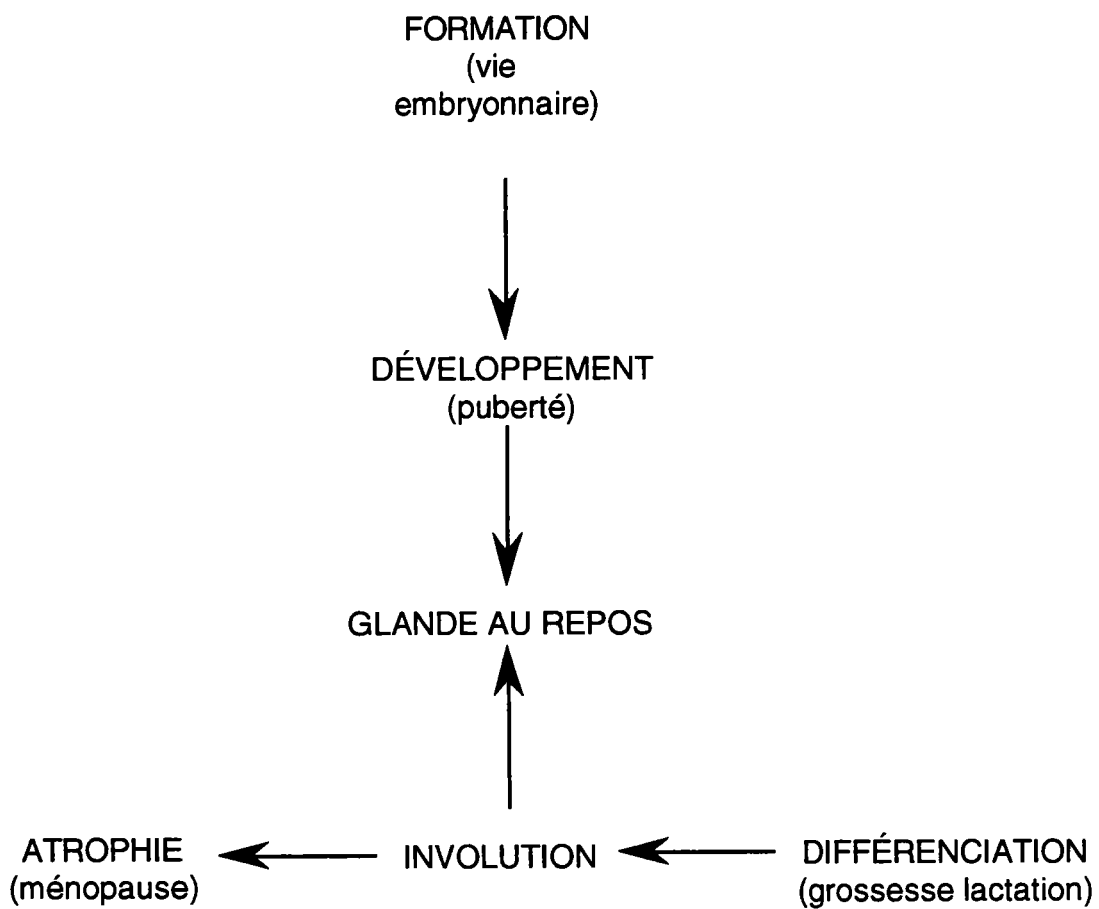 FORMATION
(vie
embryonnaire)
DÉVELOPPEMENT
(puberté)
GLANDE AU REPOS
ATROPHIE
(ménopause)
INVOLUTION
DIFFÉRENCIATION
(grossesse lactation)